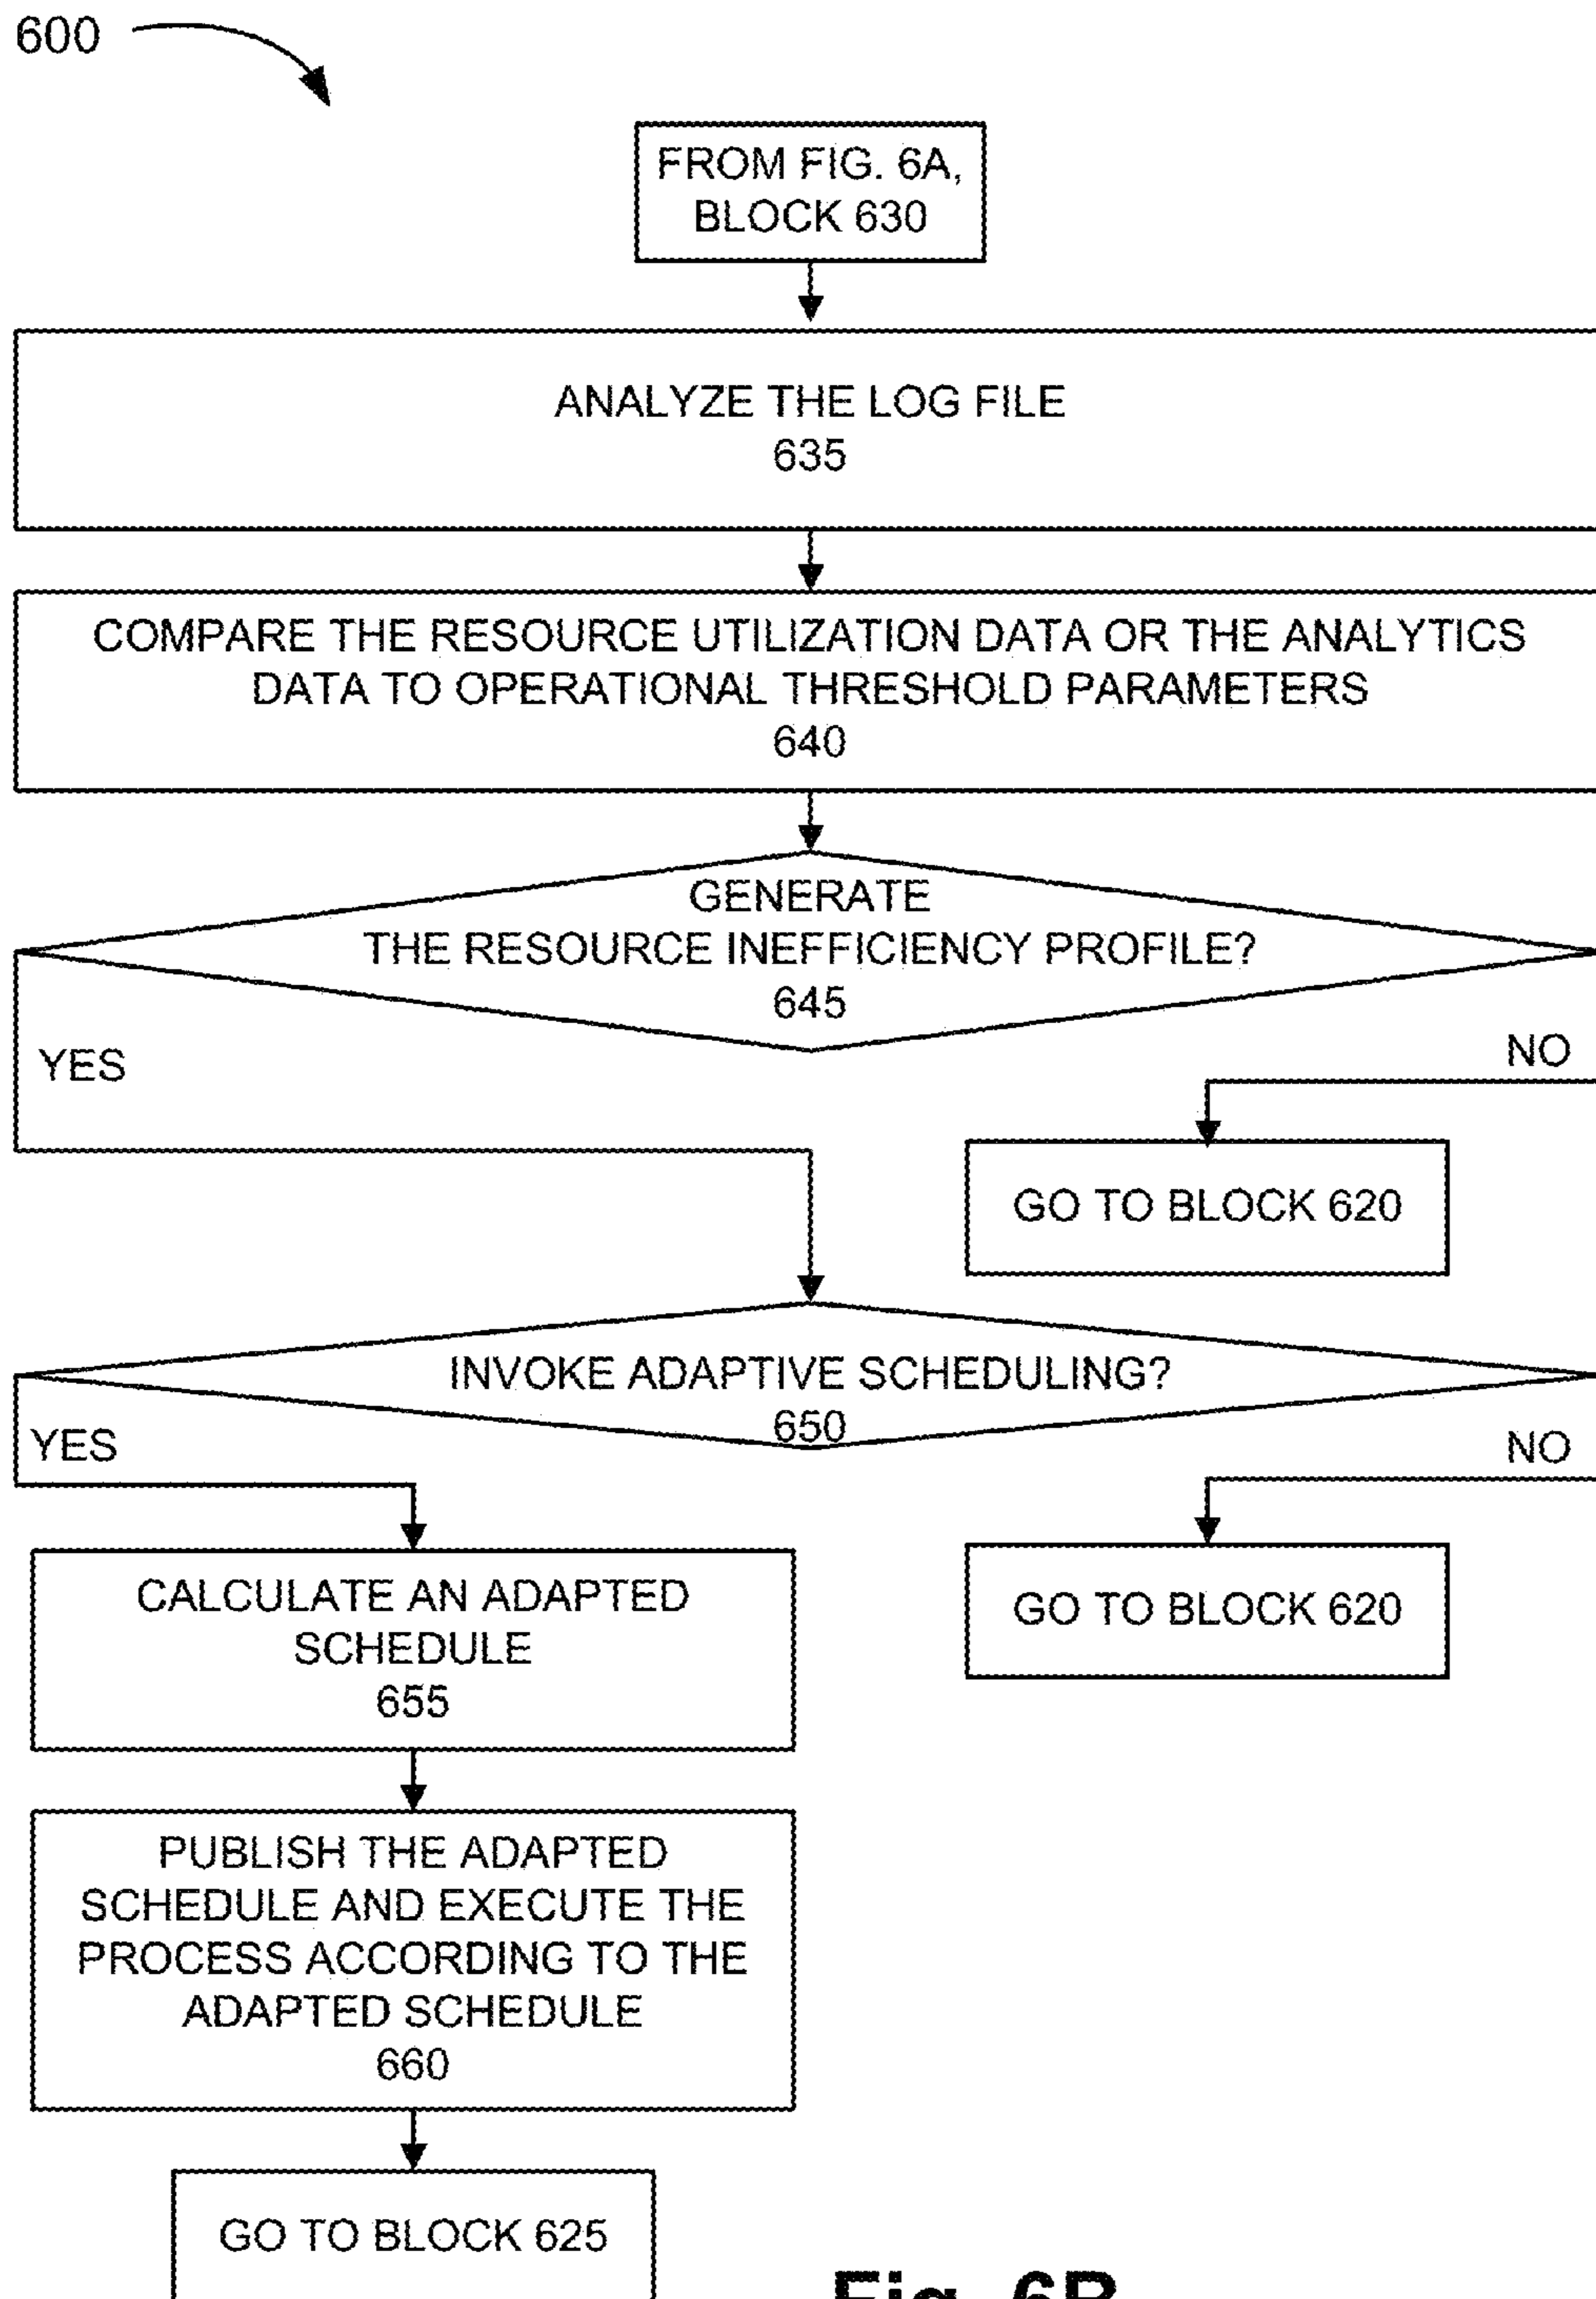 600
FROM FIG. 6A,
BLOCK 630
ANALYZE THE LOG FILE
635
COMPARE THE RESOURCE UTILIZATION DATA OR THE ANALYTICS
DATA TO OPERATIONAL THRESHOLD PARAMETERS
640
GENERATE
THE RESOURCE INEFFICIENCY PROFILE?
645
YES
NO
GO TO BLOCK 620
INVOKE ADAPTIVE SCHEDULING?
650
YES
NO
CALCULATE AN ADAPTED
SCHEDULE
655
GO TO BLOCK 620
PUBLISH THE ADAPTED
SCHEDULE AND EXECUTE THE
PROCESS ACCORDING TO THE
ADAPTED SCHEDULE
660
GO TO BLOCK 625
Fig. 6B